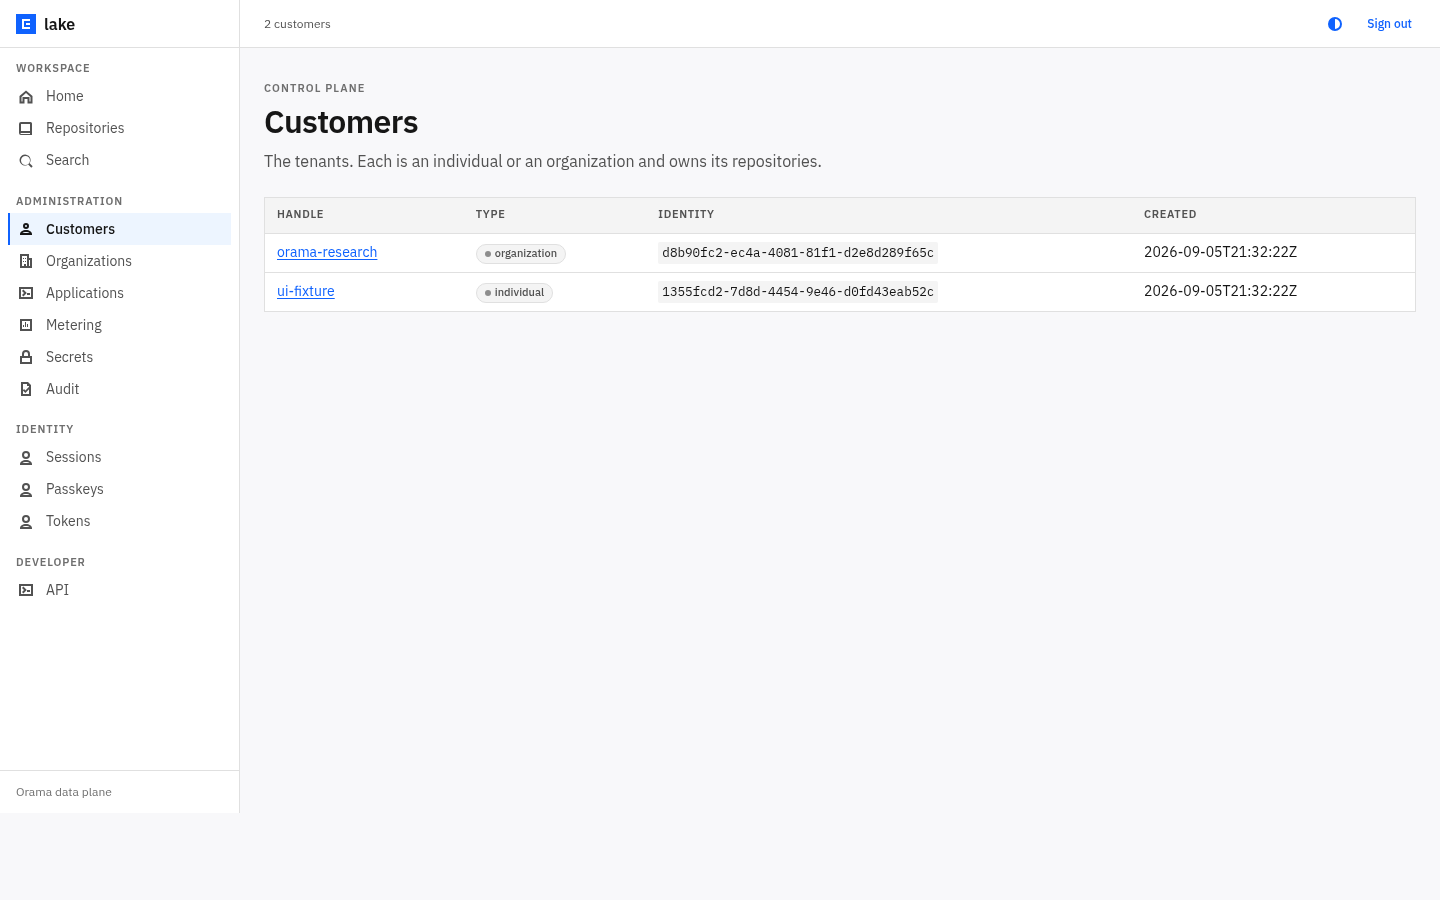 lake
2 customers
Sign out
WORKSPACE
Home
Repositories
Search
ADMINISTRATION
Customers
Organizations
Applications
Metering
Secrets
Audit
IDENTITY
Sessions
Passkeys
Tokens
DEVELOPER
API
Orama data plane
CONTROL PLANE
Customers
The tenants. Each is an individual or an organization and owns its repositories.
HANDLE TYPE IDENTITY CREATED
orama-research organization d8b90fc2-ec4a-4081-81f1-d2e8d289f65c 2026-09-05T21:32:22Z
ui-fixture individual 1355fcd2-7d8d-4454-9e46-d0fd43eab52c 2026-09-05T21:32:22Z